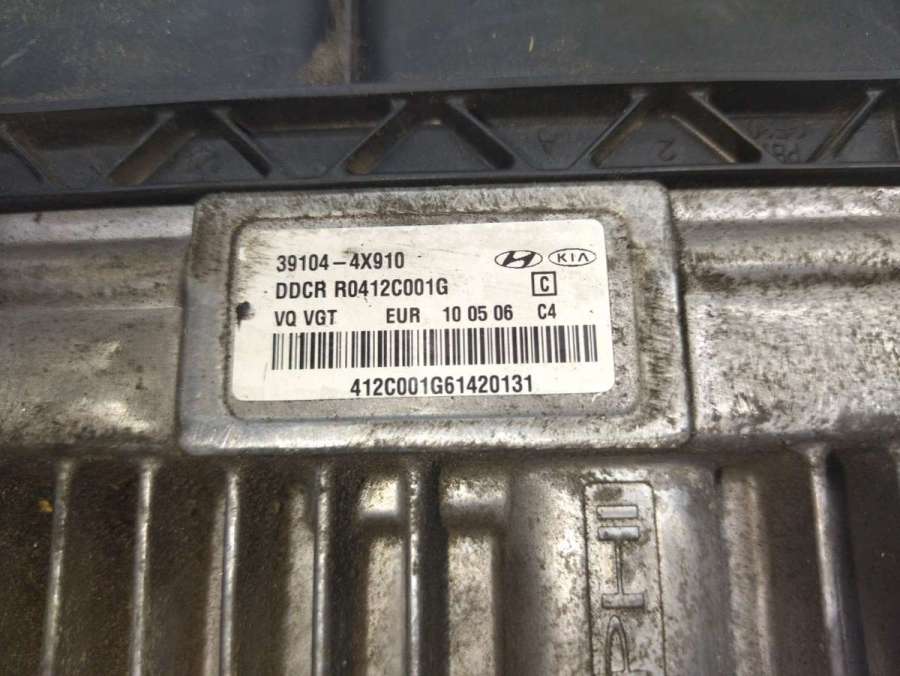 39104-4X910 KIA
DDCR R0412C001G C
VQ VGT EUR 10 05 06 C4
412C001G61420131